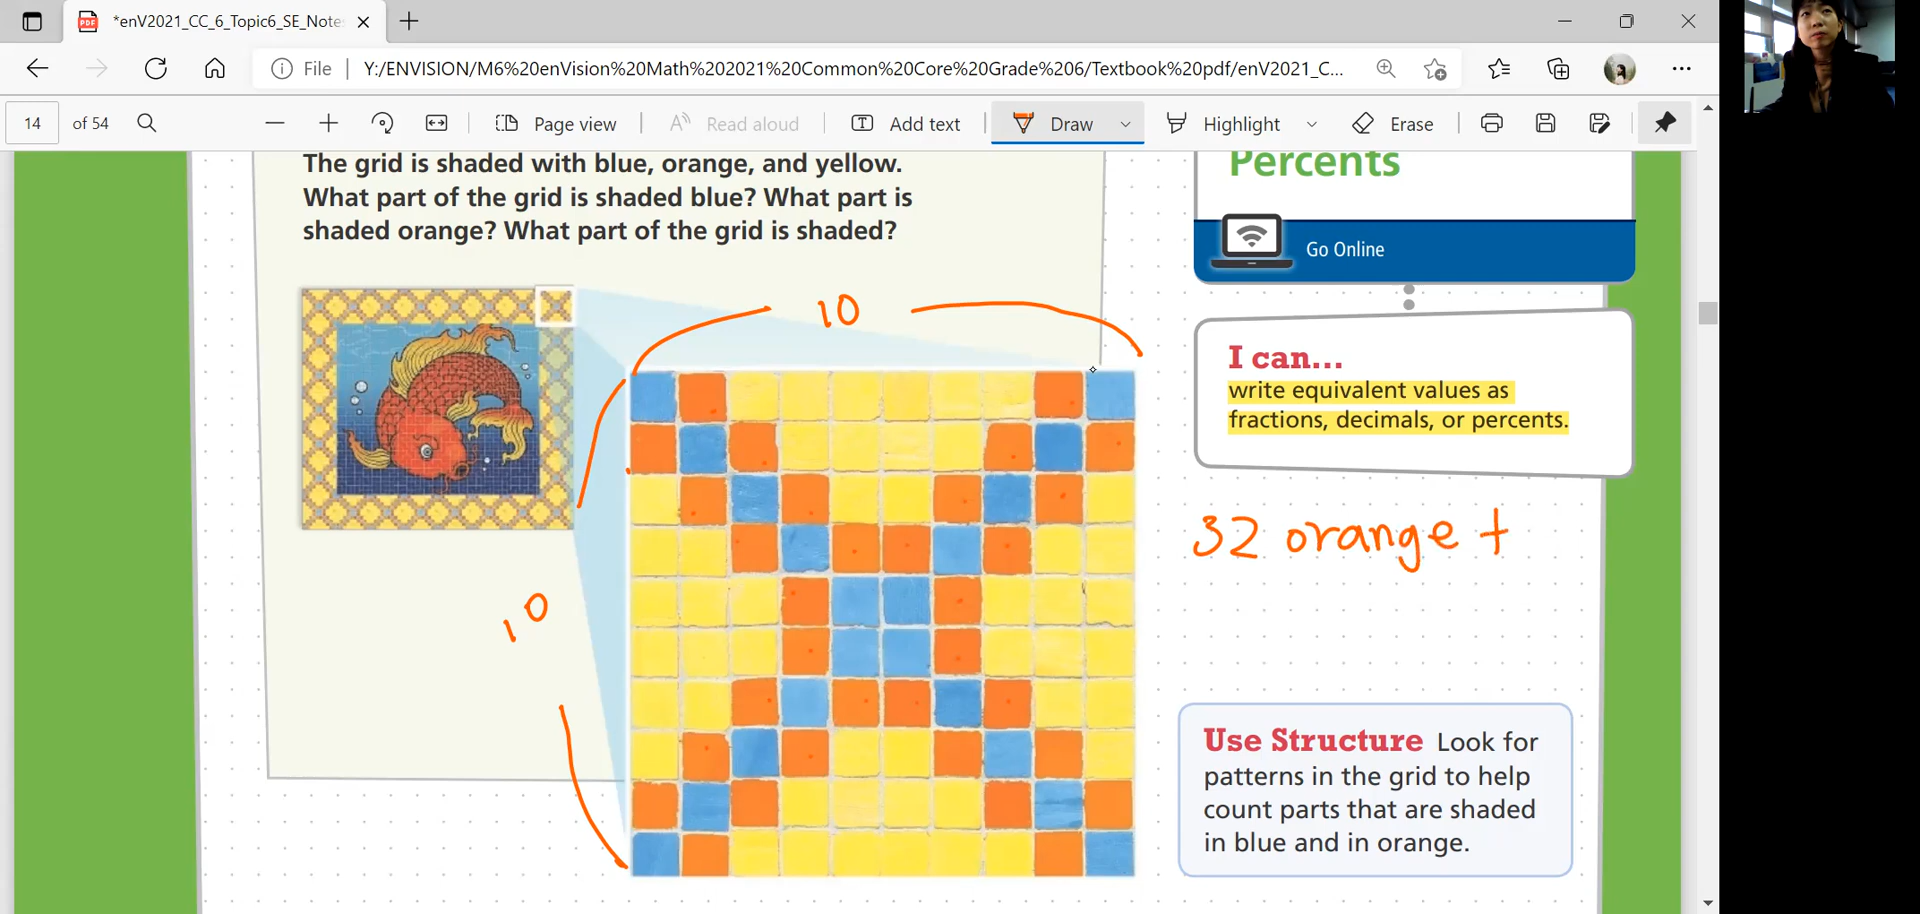 *enV2021_CC_6_Topic6_SE_Notes
File
Y:/ENVISION/M6%20enVision%20Math%202021%20Common%20Core%20Grade%206/Textbook%20pdf/enV2021_C...
14 of 54
Page view
Read aloud
Add text
Draw
Highlight
Erase
The grid is shaded with blue, orange, and yellow.
What part of the grid is shaded blue? What part is
shaded orange? What part of the grid is shaded?
Percents
Go Online
10
I can...
write equivalent values as
fractions, decimals, or percents.
32 orange +
10
Use Structure Look for
patterns in the grid to help
count parts that are shaded
in blue and in orange.